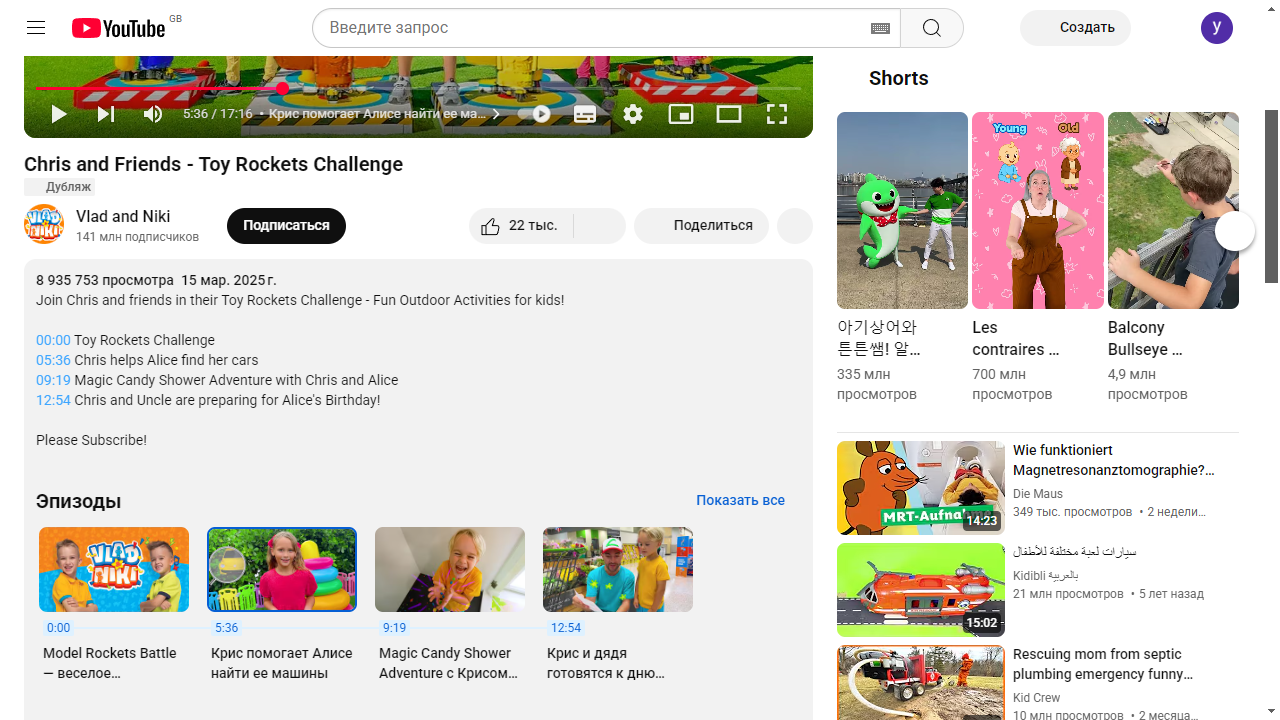 YouTube GB
Введите запрос
Создать
y
5:36 / 17:16 • Крис помогает Алисе найти ее ма…
Chris and Friends - Toy Rockets Challenge
Дубляж
Vlad and Niki
141 млн подписчиков
Подписаться
22 тыс.
Поделиться
8 935 753 просмотра 15 мар. 2025 г.
Join Chris and friends in their Toy Rockets Challenge - Fun Outdoor Activities for kids!
00:00 Toy Rockets Challenge
05:36 Chris helps Alice find her cars
09:19 Magic Candy Shower Adventure with Chris and Alice
12:54 Chris and Uncle are preparing for Alice's Birthday!
Please Subscribe!
Эпизоды
Показать все
VLAD & NIKI
0:00
Model Rockets Battle
— веселое…
5:36
Крис помогает Алисе
найти ее машины
9:19
Magic Candy Shower
Adventure с Крисом…
12:54
Крис и дядя
готовятся к дню…
Shorts
Young Old
아기상어와
튼튼쌤! 알…
335 млн
просмотров
Les
contraires …
700 млн
просмотров
Balcony
Bullseye …
4,9 млн
просмотров
MRT-Aufna
14:23
Wie funktioniert
Magnetresonanztomographie?…
Die Maus
349 тыс. просмотров • 2 недели…
15:02
سيارات لعبة مختلفة للأطفال
Kidibli بالعربية
21 млн просмотров • 5 лет назад
Rescuing mom from septic
plumbing emergency funny…
Kid Crew
10 млн просмотров • 2 месяца…